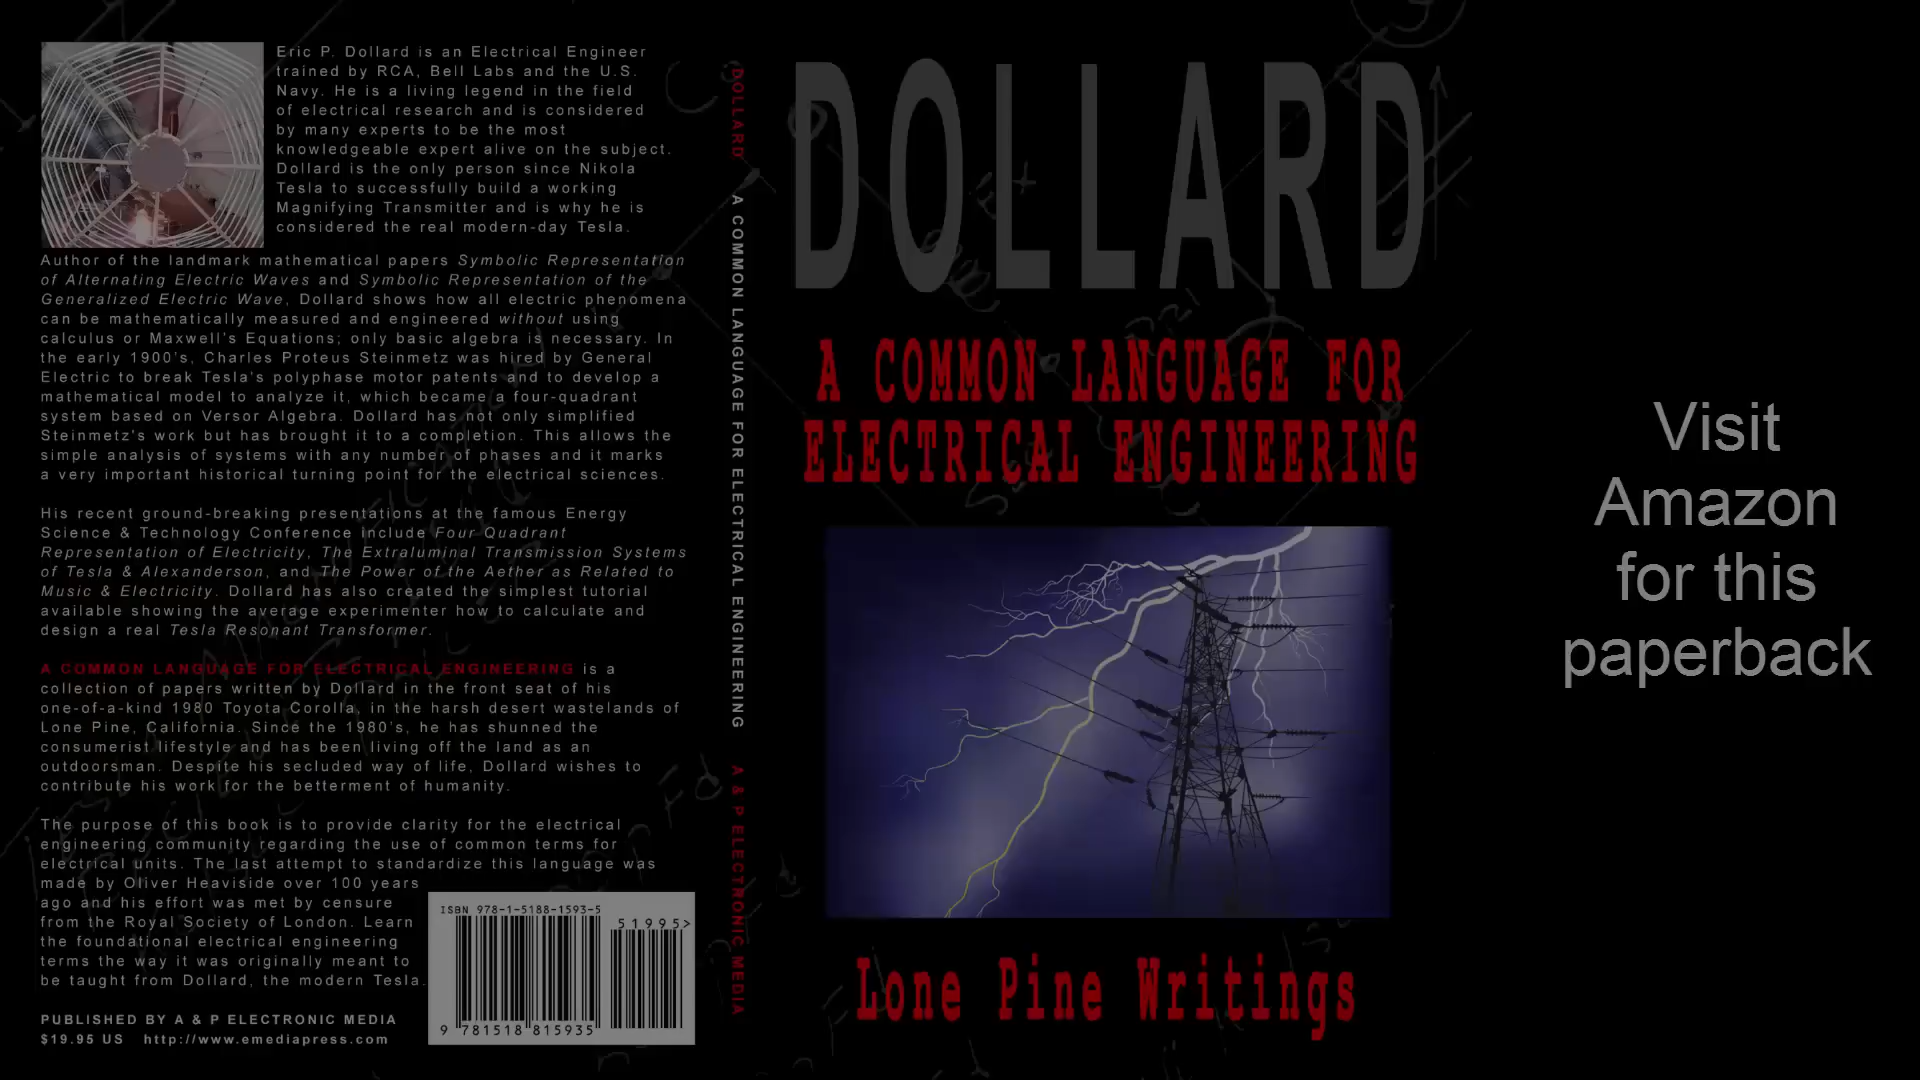 Eric P. Dollard is an Electrical Engineer
trained by RCA, Bell Labs and the U.S.
Navy. He is a living legend in the field
of electrical research and is considered
by many experts to be the most
knowledgeable expert alive on the subject.
Dollard is the only person since Nikola
Tesla to successfully build a working
Magnifying Transmitter and is why he is
considered the real modern-day Tesla.
Author of the landmark mathematical papers Symbolic Representation
of Alternating Electric Waves and Symbolic Representation of the
Generalized Electric Wave, Dollard shows how all electric phenomena
can be mathematically measured and engineered without using
calculus or Maxwell's Equations; only basic algebra is necessary. In
the early 1900's, Charles Proteus Steinmetz was hired by General
Electric to break Tesla's polyphase motor patents and to develop a
mathematical model to analyze it, which became a four-quadrant
system based on Versor Algebra. Dollard has not only simplified
Steinmetz's work but has brought it to a completion. This allows the
simple analysis of systems with any number of phases and it marks
a very important historical turning point for the electrical sciences.
His recent ground-breaking presentations at the famous Energy
Science & Technology Conference include Four Quadrant
Representation of Electricity, The Extraluminal Transmission Systems
of Tesla & Alexanderson, and The Power of the Aether as Related to
Music & Electricity. Dollard has also created the simplest tutorial
available showing the average experimenter how to calculate and
design a real Tesla Resonant Transformer.
A COMMON LANGUAGE FOR ELECTRICAL ENGINEERING is a
collection of papers written by Dollard in the front seat of his
one-of-a-kind 1980 Toyota Corolla, in the harsh desert wastelands of
Lone Pine, California. Since the 1980's, he has shunned the
consumerist lifestyle and has been living off the land as an
outdoorsman. Despite his secluded way of life, Dollard wishes to
contribute his work for the betterment of humanity.
The purpose of this book is to provide clarity for the electrical
engineering community regarding the use of common terms for
electrical units. The last attempt to standardize this language was
made by Oliver Heaviside over 100 years
ago and his effort was met by censure
from the Royal Society of London. Learn
the foundational electrical engineering
terms the way it was originally meant to
be taught from Dollard, the modern Tesla.
PUBLISHED BY A & P ELECTRONIC MEDIA
$19.95 US http://www.emediapress.com
ISBN 978-1-5188-1593-5
51995>
9 781518 815935
DOLLARD A COMMON LANGUAGE FOR ELECTRICAL ENGINEERING A & P ELECTRONIC MEDIA
DOLLARD
A COMMON LANGUAGE FOR
ELECTRICAL ENGINEERING
Lone Pine Writings
Visit
Amazon
for this
paperback